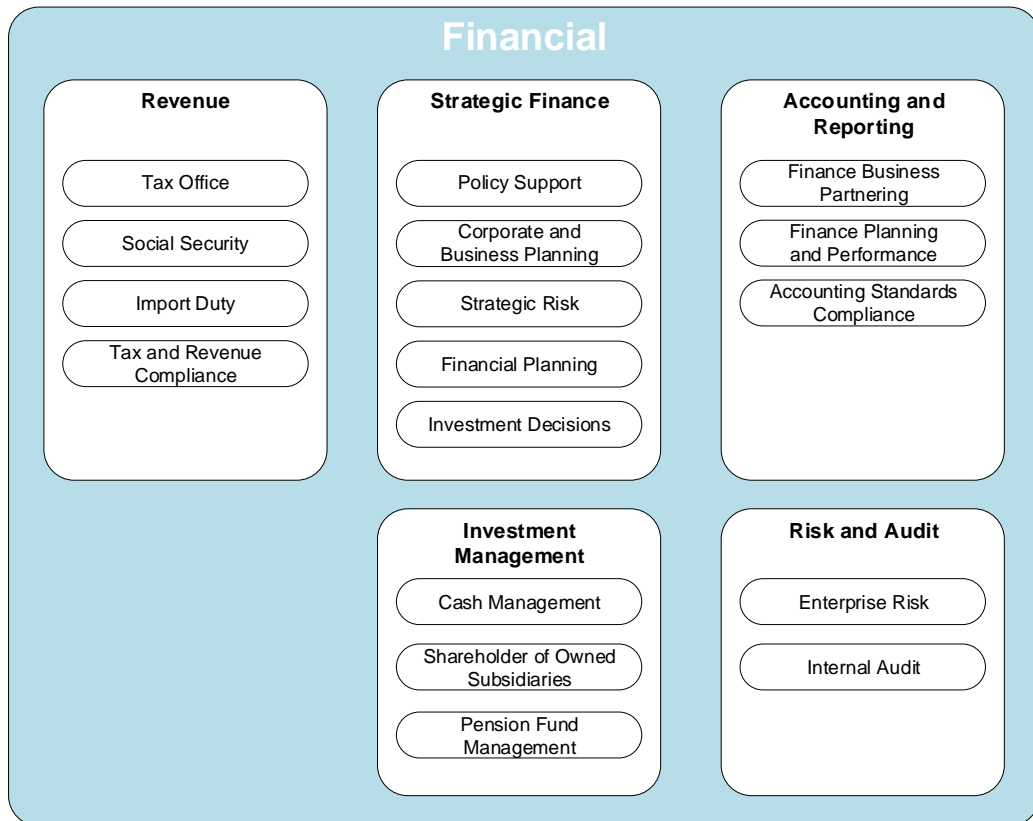 Financial
Revenue
Tax Office
Social Security
Import Duty
Tax and Revenue
Compliance
Strategic Finance
Policy Support
Corporate and
Business Planning
Strategic Risk
Financial Planning
Investment Decisions
Accounting and
Reporting
Finance Business
Partnering
Finance Planning
and Performance
Accounting Standards
Compliance
Investment
Management
Cash Management
Shareholder of Owned
Subsidiaries
Pension Fund
Management
Risk and Audit
Enterprise Risk
Internal Audit